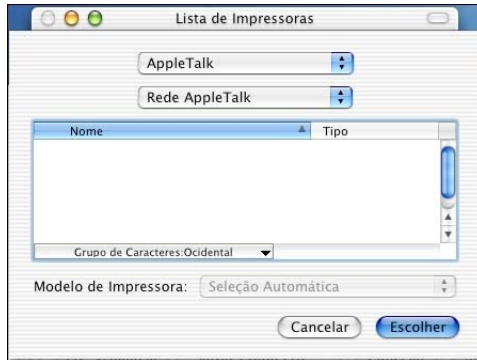 Lista de Impressoras
AppleTalk
Rede AppleTalk
Nome Tipo
Grupo de Caracteres:Ocidental
Modelo de Impressora: Seleção Automática
Cancelar Escolher